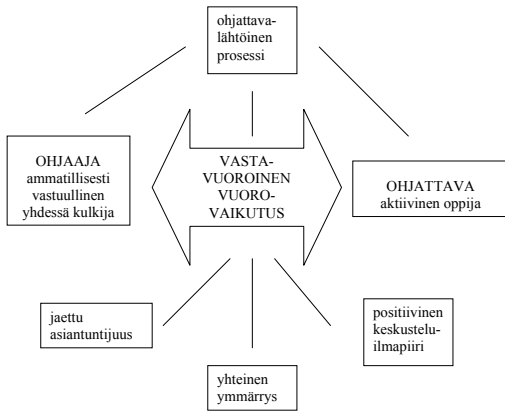 ohjattava-
lähtöinen
prosessi
OHJAAJA
ammatillisesti
vastuullinen
yhdessä kulkija
VASTA-
VUOROINEN
VUORO-
VAIKUTUS
OHJATTAVA
aktiivinen oppija
jaettu
asiantuntijuus
positiivinen
keskustelu-
ilmapiiri
yhteinen
ymmärrys